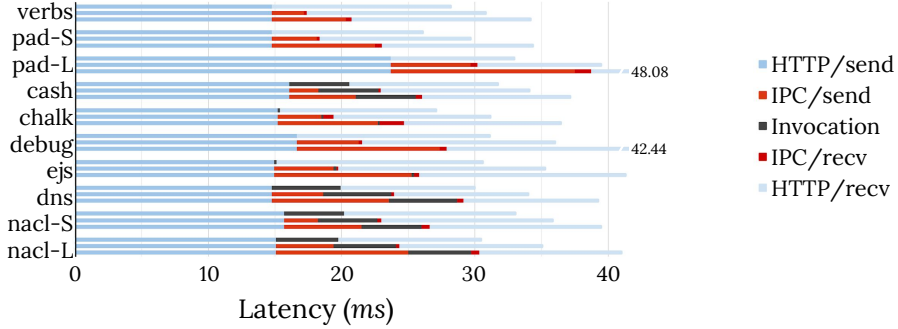 verbs
pad-S
pad-L
48.08
cash
chalk
debug
42.44
ejs
dns
nacl-S
nacl-L
0 10 20 30 40
Latency (ms)
HTTP/send
IPC/send
Invocation
IPC/recv
HTTP/recv